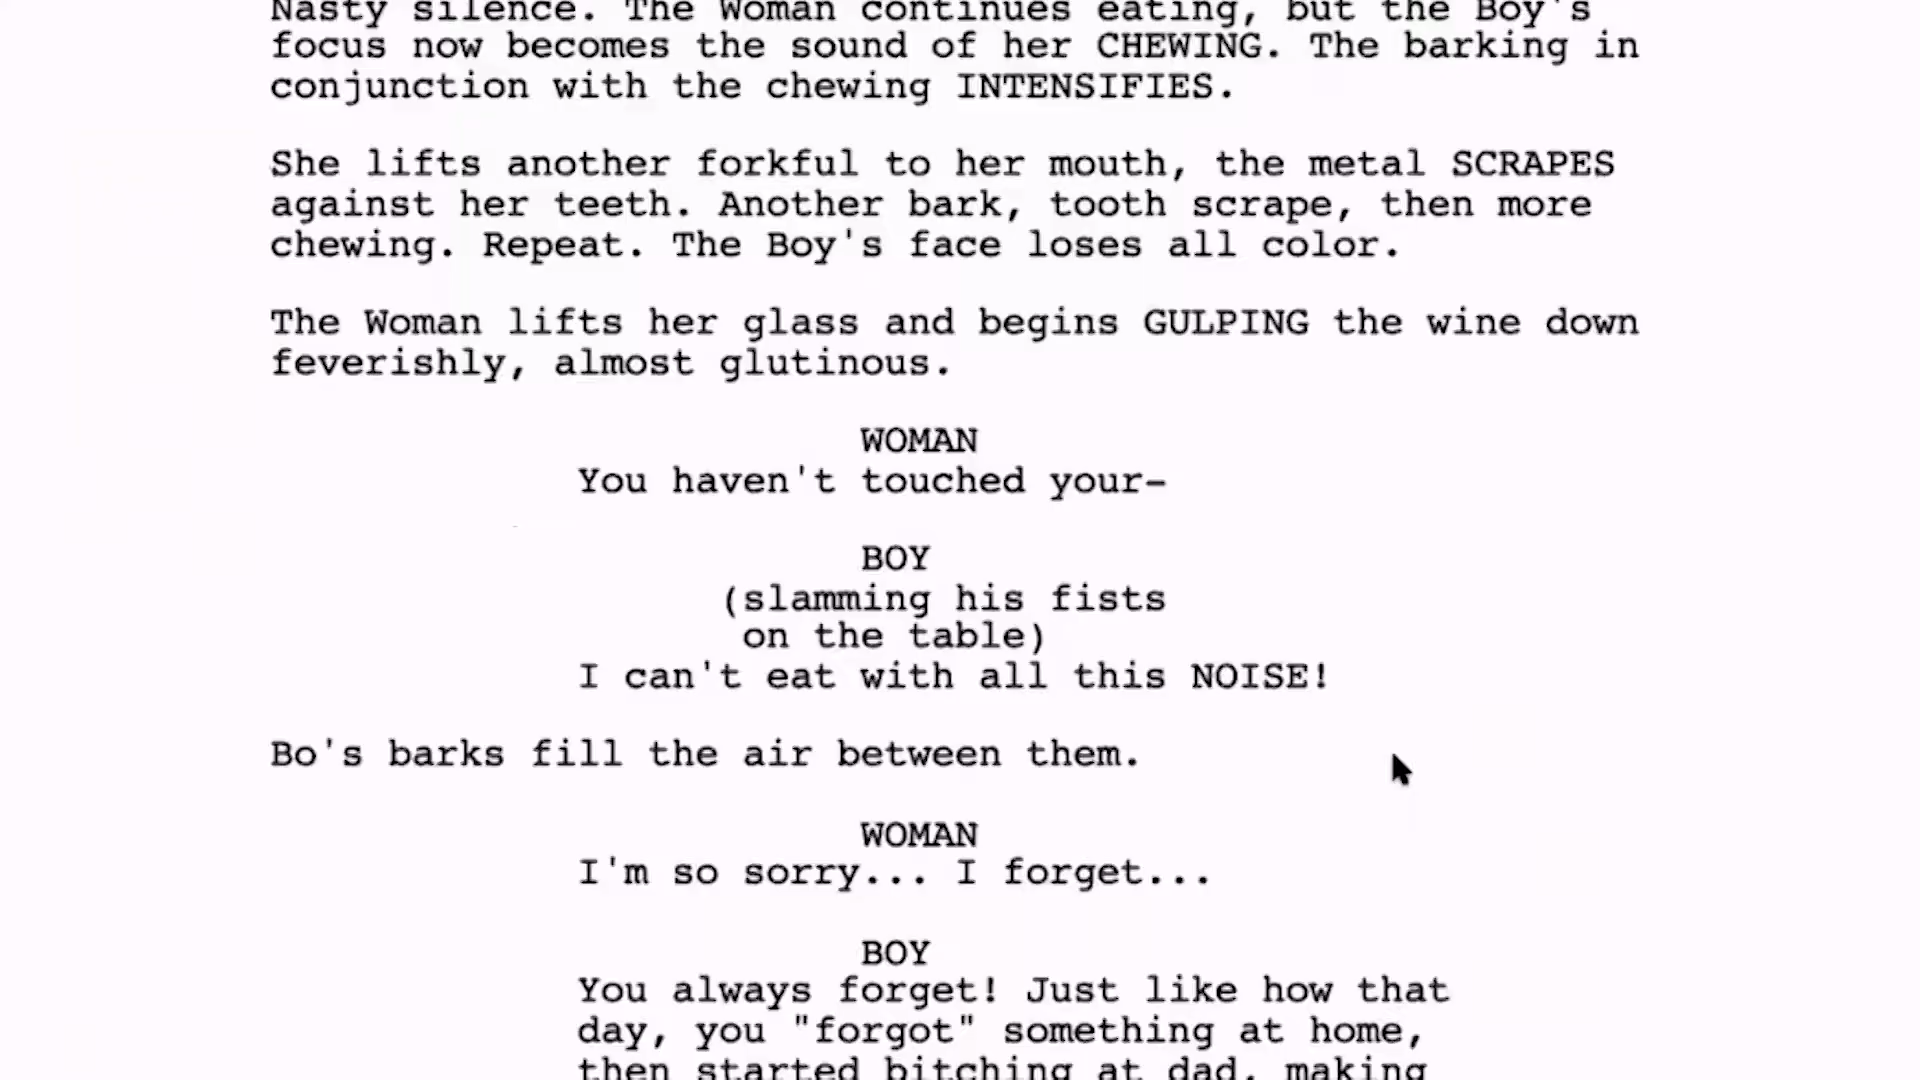 Nasty silence. The Woman continues eating, but the Boy's
focus now becomes the sound of her CHEWING. The barking in
conjunction with the chewing INTENSIFIES.
She lifts another forkful to her mouth, the metal SCRAPES
against her teeth. Another bark, tooth scrape, then more
chewing. Repeat. The Boy's face loses all color.
The Woman lifts her glass and begins GULPING the wine down
feverishly, almost glutinous.
WOMAN
You haven't touched your-
BOY
(slamming his fists
on the table)
I can't eat with all this NOISE!
Bo's barks fill the air between them.
WOMAN
I'm so sorry... I forget...
BOY
You always forget! Just like how that
day, you "forgot" something at home,
then started bitching at dad, making